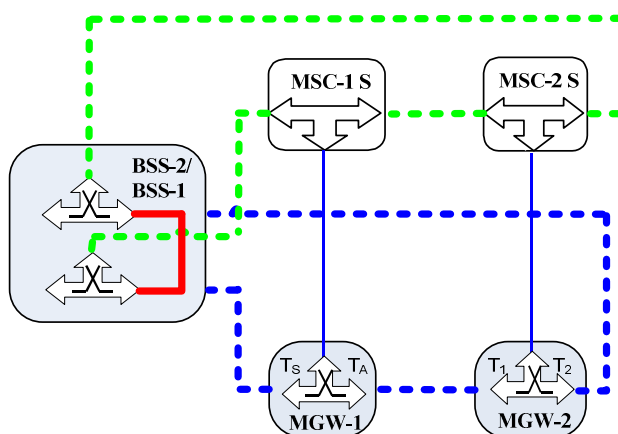 MSC-1 S
MSC-2 S
BSS-2/
BSS-1
TS
TA
MGW-1
T1
T2
MGW-2